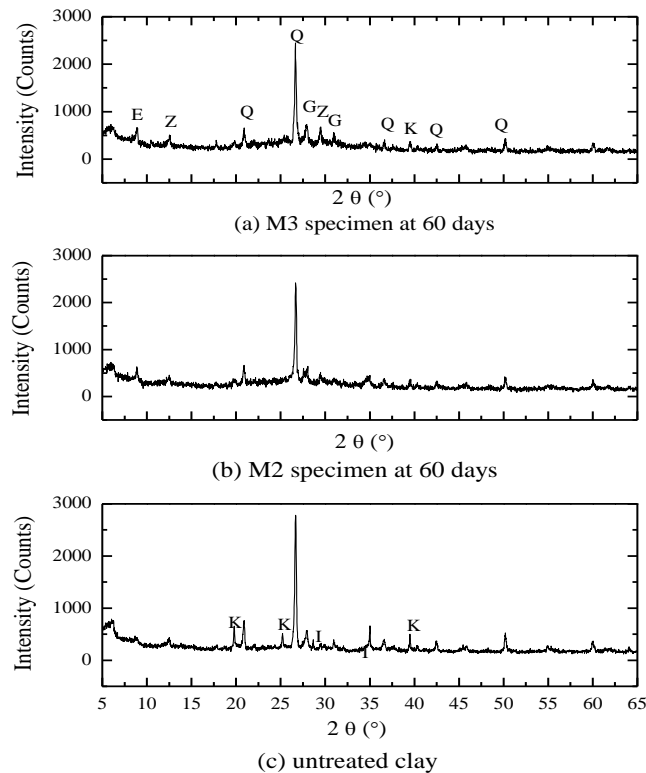 3000
Q
2000
1000
E Z Q G Z G Q K Q Q
0
Intensity (Counts)
2 θ (°)
(a) M3 specimen at 60 days
3000
2000
1000
0
Intensity (Counts)
2 θ (°)
(b) M2 specimen at 60 days
3000
2000
1000
K K I I K
0
Intensity (Counts)
5 10 15 20 25 30 35 40 45 50 55 60 65
2 θ (°)
(c) untreated clay